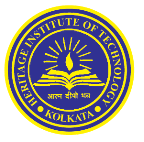 HERITAGE INSTITUTE OF TECHNOLOGY
आत्म दीपो भव
• KOLKATA •